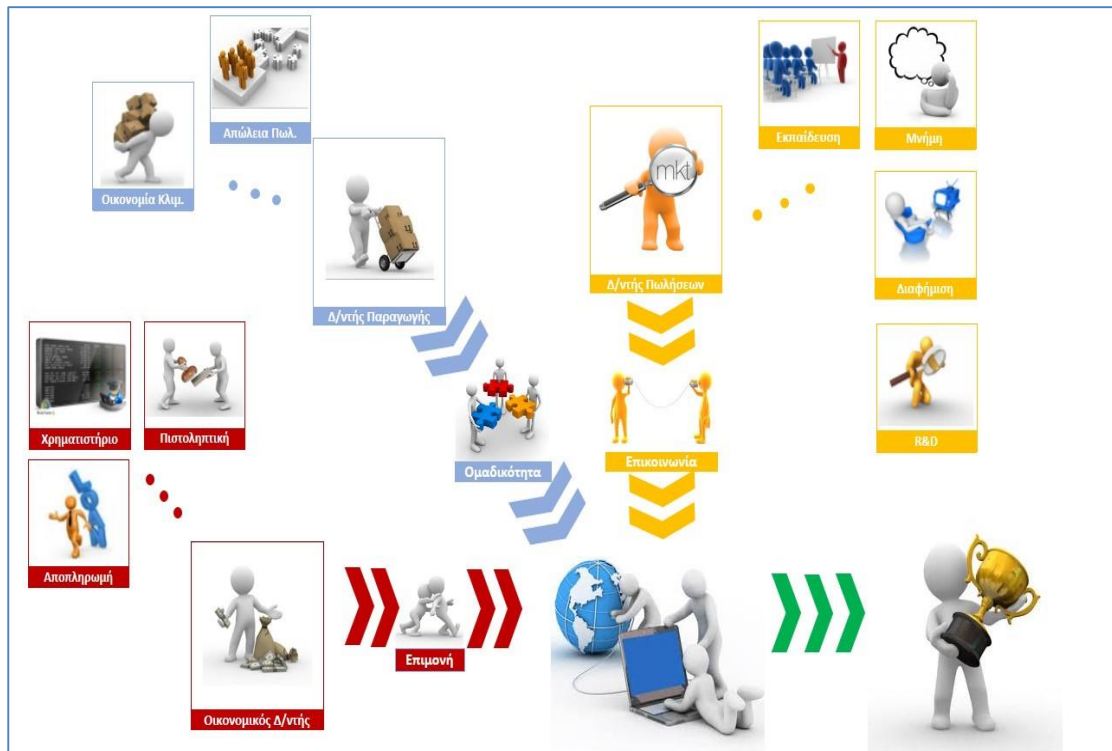 Εκπαίδευση
Μνήμη
Απώλεια Πωλ.
Οικονομία Κλιμ.
mkt
Δ/ντής Πωλήσεων
Διαφήμιση
Δ/ντής Παραγωγής
Χρηματιστήριο
Πιστοληπτική
R&D
Ομαδικότητα
Επικοινωνία
LOAN
Αποπληρωμή
Επιμονή
Οικονομικός Δ/ντής